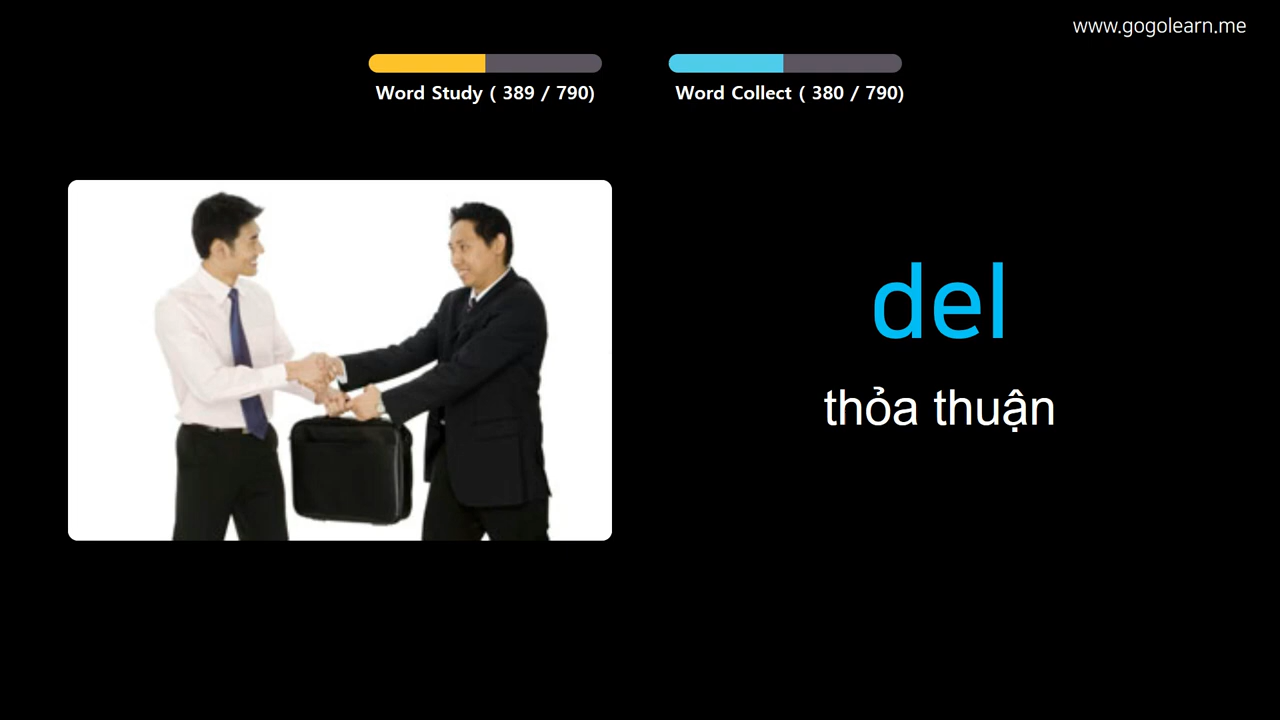 www.gogolearn.me
Word Study ( 389 / 790)
Word Collect ( 380 / 790)
del
thỏa thuận